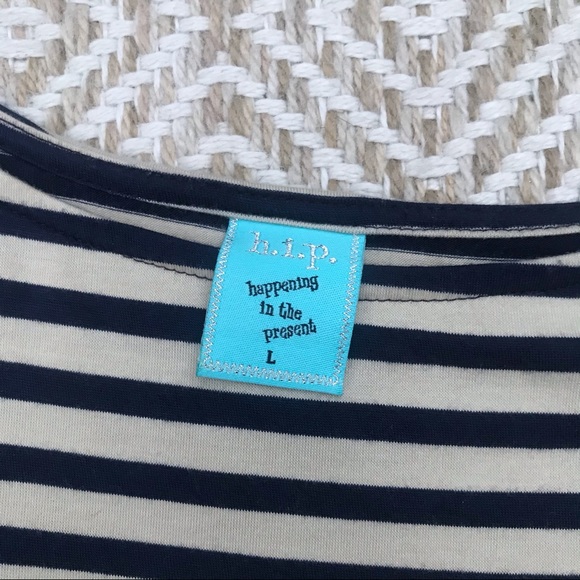 h.i.p.
happening
in the
present
L